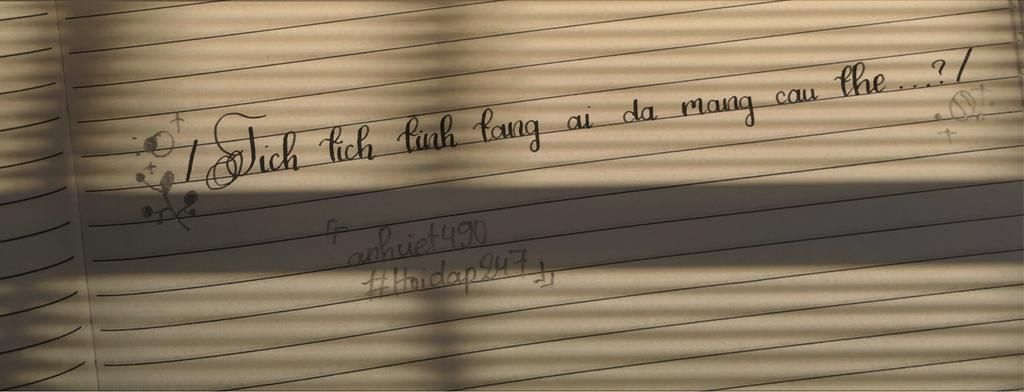 / Tich tich tinh tang ai da mang cau the...? /
anhviet490
#Hoidap247